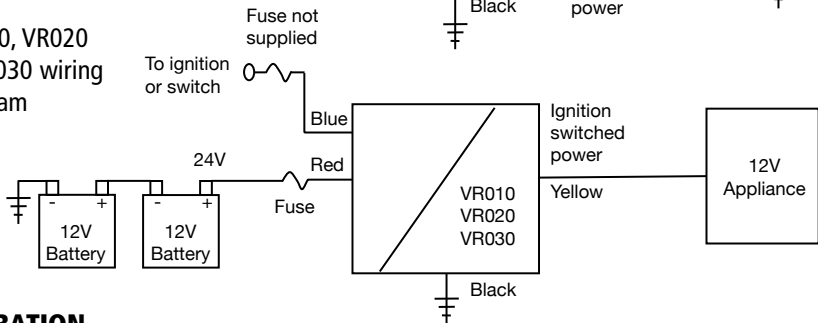 Black
power
Fuse not
supplied
0, VR020
030 wiring
am
To ignition
or switch
Blue
Ignition
switched
power
24V
Red
Fuse
Yellow
VR010
VR020
VR030
12V
Appliance
- +
12V
Battery
- +
12V
Battery
Black
RATION